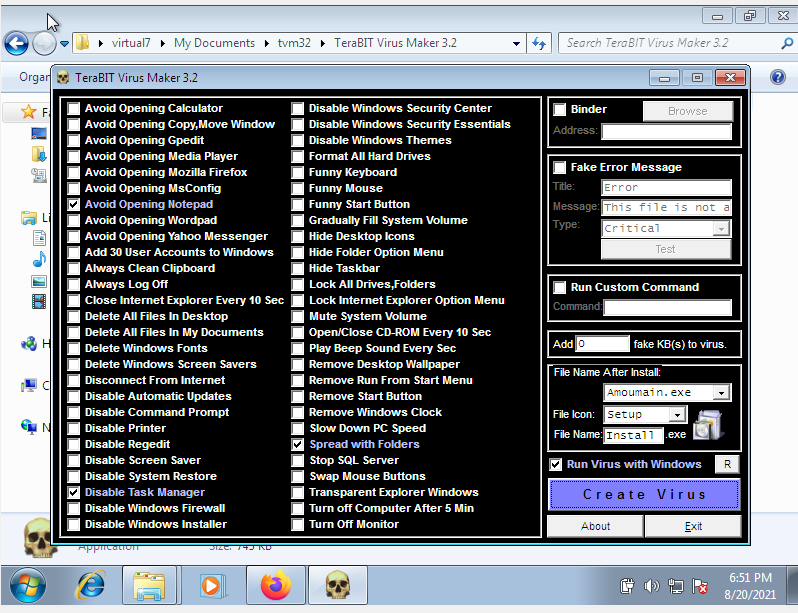 virtual7 ▸ My Documents ▸ tvm32 ▸ TeraBIT Virus Maker 3.2
Search TeraBIT Virus Maker 3.2
Organ
TeraBIT Virus Maker 3.2
Avoid Opening Calculator
Avoid Opening Copy,Move Window
Avoid Opening Gpedit
Avoid Opening Media Player
Avoid Opening Mozilla Firefox
Avoid Opening MsConfig
Avoid Opening Notepad
Avoid Opening Wordpad
Avoid Opening Yahoo Messenger
Add 30 User Accounts to Windows
Always Clean Clipboard
Always Log Off
Close Internet Explorer Every 10 Sec
Delete All Files In Desktop
Delete All Files In My Documents
Delete Windows Fonts
Delete Windows Screen Savers
Disconnect From Internet
Disable Automatic Updates
Disable Command Prompt
Disable Printer
Disable Regedit
Disable Screen Saver
Disable System Restore
Disable Task Manager
Disable Windows Firewall
Disable Windows Installer
Disable Windows Security Center
Disable Windows Security Essentials
Disable Windows Themes
Format All Hard Drives
Funny Keyboard
Funny Mouse
Funny Start Button
Gradually Fill System Volume
Hide Desktop Icons
Hide Folder Option Menu
Hide Taskbar
Lock All Drives,Folders
Lock Internet Explorer Option Menu
Mute System Volume
Open/Close CD-ROM Every 10 Sec
Play Beep Sound Every Sec
Remove Desktop Wallpaper
Remove Run From Start Menu
Remove Start Button
Remove Windows Clock
Slow Down PC Speed
Spread with Folders
Stop SQL Server
Swap Mouse Buttons
Transparent Explorer Windows
Turn off Computer After 5 Min
Turn Off Monitor
Binder Browse
Address:
Fake Error Message
Title: Error
Message: This file is not a
Type: Critical
Test
Run Custom Command
Command:
Add 0 fake KB(s) to virus.
File Name After Install:
Amoumain.exe
File Icon: Setup
File Name: Install .exe
Run Virus with Windows R
Create Virus
About Exit
Application Size: 745 KB
6:51 PM
8/20/2021